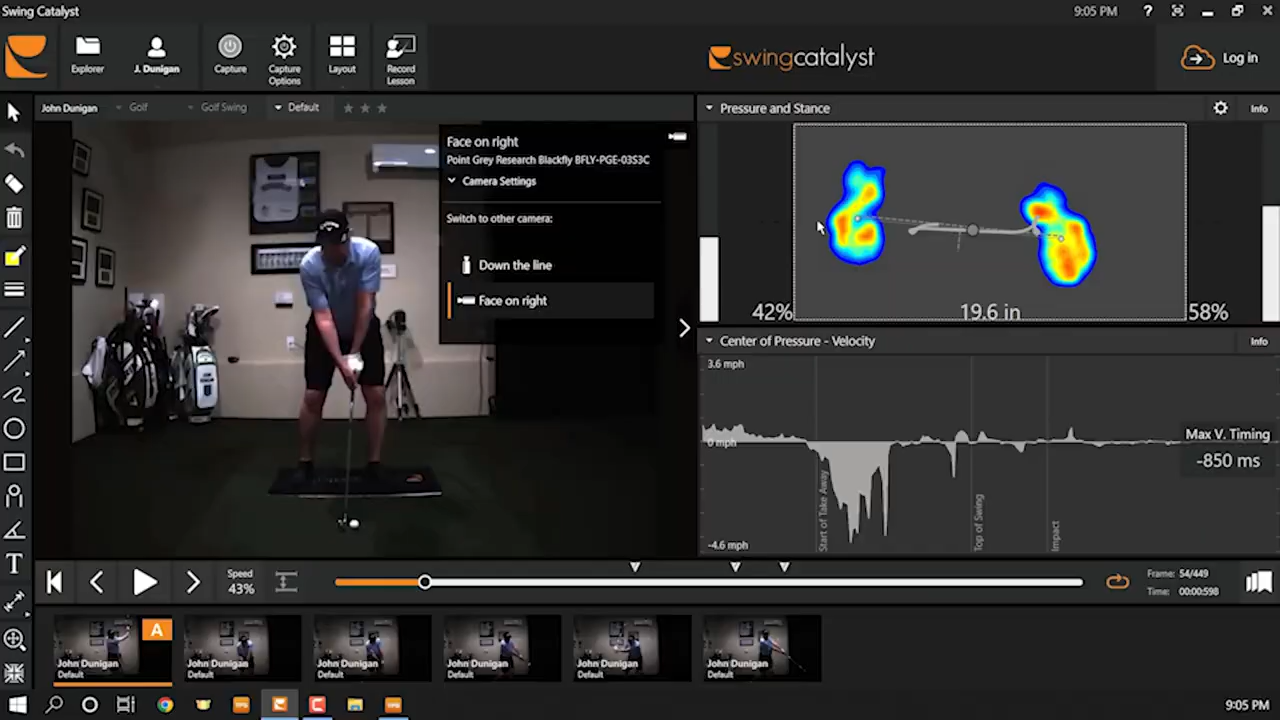 Swing Catalyst
9:05 PM
?
Explorer
J. Dunigan
Capture
Capture
Options
Layout
Record
Lesson
swingcatalyst
Log in
John Dunigan
Golf
Golf Swing
Default
Pressure and Stance
Info
Face on right
Point Grey Research Blackfly BFLY-PGE-03S3C
Camera Settings
Switch to other camera:
Down the line
Face on right
42%
19.6 in
58%
Center of Pressure - Velocity
Info
3.6 mph
0 mph
-4.6 mph
Start of Take Away
Top of Swing
Impact
Max V. Timing
-850 ms
T
Speed
43%
Frame: 54/449
Time: 00:00:598
A
John Dunigan
Default
John Dunigan
Default
John Dunigan
Default
John Dunigan
Default
John Dunigan
Default
John Dunigan
Default
9:05 PM